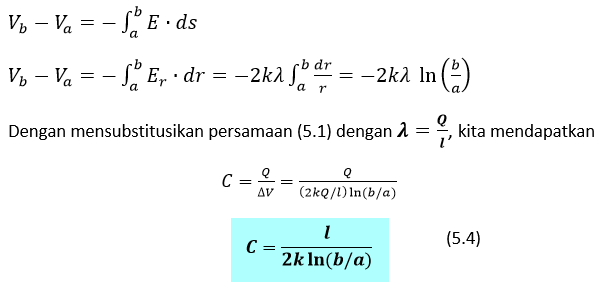 V_b − V_a = −∫_a^b E · ds
V_b − V_a = −∫_a^b E_r · dr = −2kλ ∫_a^b dr/r = −2kλ ln(b/a)
Dengan mensubstitusikan persamaan (5.1) dengan λ = Q/l, kita mendapatkan
C = Q/ΔV = Q/((2kQ/l)ln(b/a))
C = l/(2k ln(b/a)) (5.4)